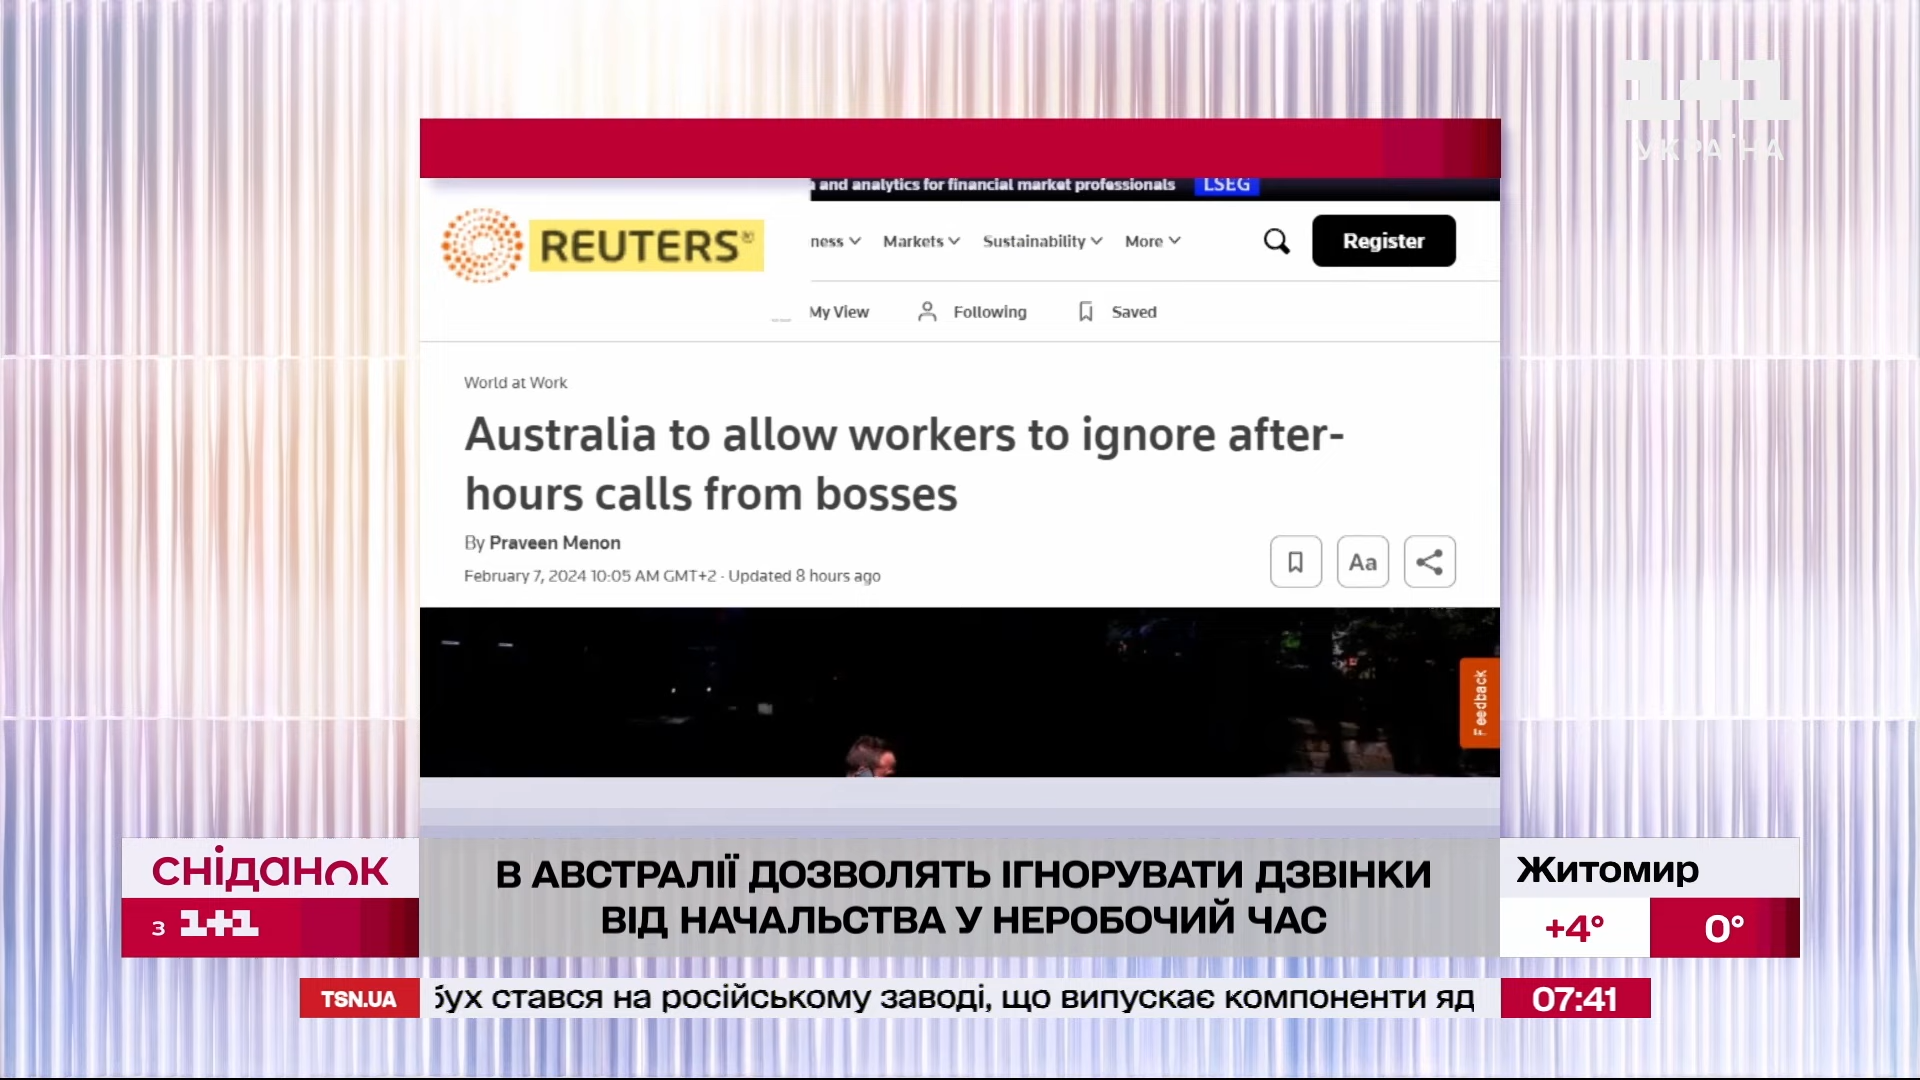 1+1
УКРАЇНА
and analytics for financial market professionals LSEG
REUTERS
Markets Sustainability More
Register
My View Following Saved
World at Work
Australia to allow workers to ignore after-
hours calls from bosses
By Praveen Menon
February 7, 2024 10:05 AM GMT+2 · Updated 8 hours ago
Aa
Feedback
СНІДАНОК
з 1+1
В АВСТРАЛІЇ ДОЗВОЛЯТЬ ІГНОРУВАТИ ДЗВІНКИ
ВІД НАЧАЛЬСТВА У НЕРОБОЧИЙ ЧАС
Житомир
+4° 0°
TSN.UA
стався на російському заводі, що випускає компоненти
07:41